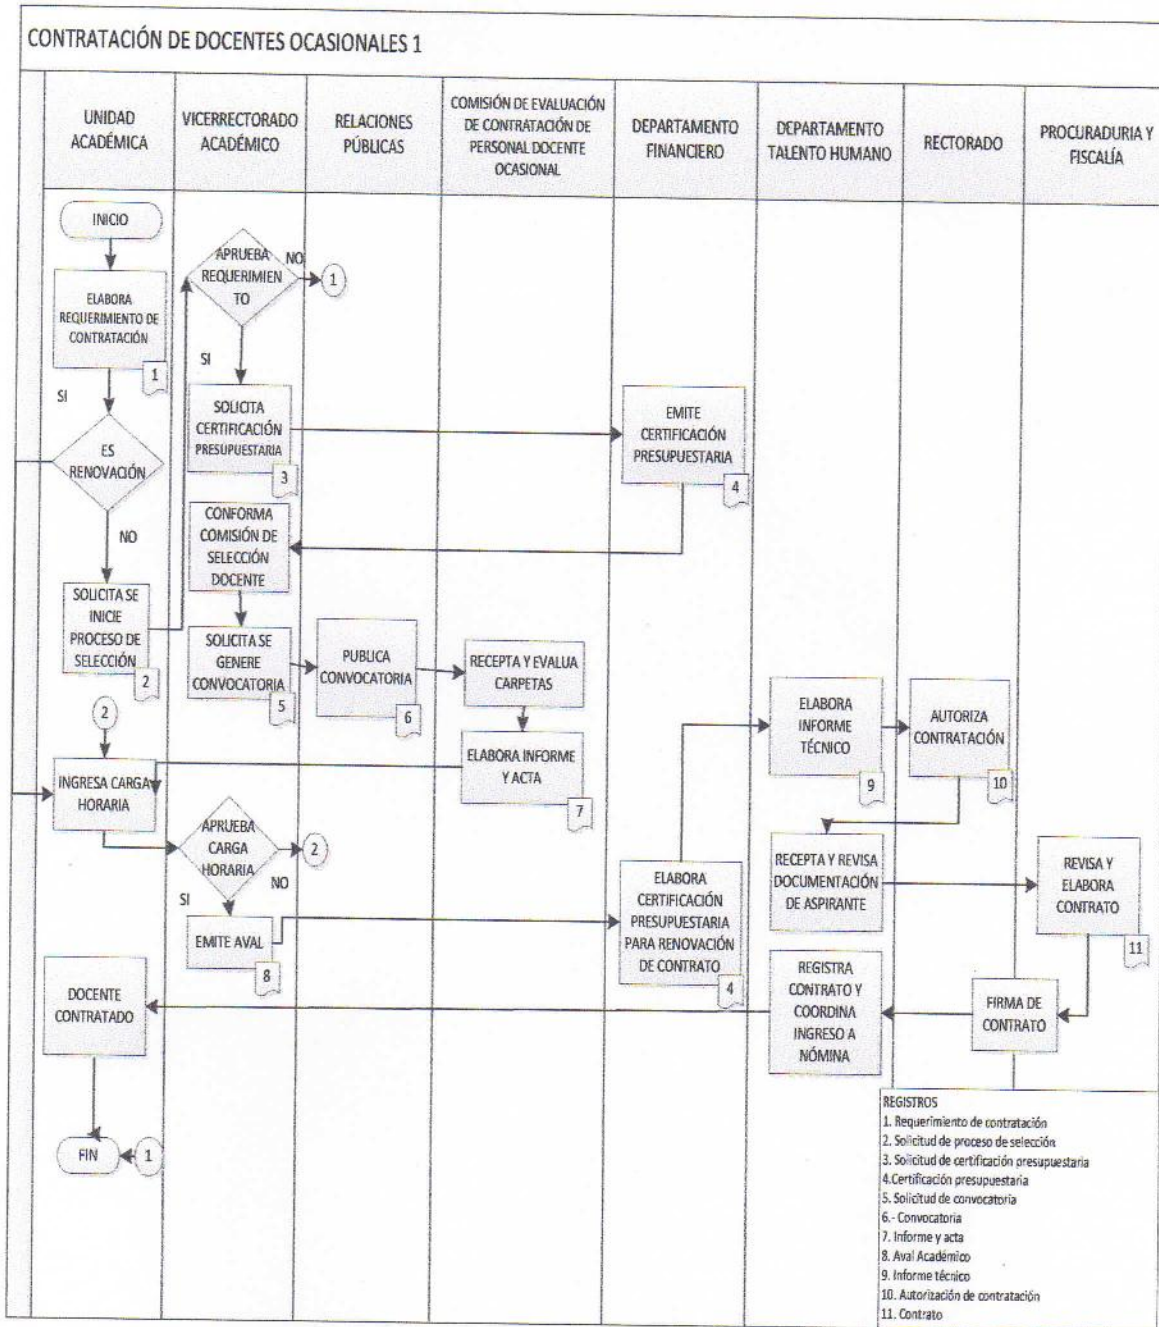 CONTRATACIÓN DE DOCENTES OCASIONALES 1
UNIDAD
ACADÉMICA
VICERRECTORADO
ACADÉMICO
RELACIONES
PÚBLICAS
COMISIÓN DE EVALUACIÓN
DE CONTRATACIÓN DE
PERSONAL DOCENTE
OCASIONAL
DEPARTAMENTO
FINANCIERO
DEPARTAMENTO
TALENTO HUMANO
RECTORADO
PROCURADURIA Y
FISCALÍA
INICIO
ELABORA
REQUERIMIENTO DE
CONTRATACIÓN
1
SI
ES
RENOVACIÓN
NO
SOLICITA SE
INICIE
PROCESO DE
SELECCIÓN
2
APRUEBA
REQUERIMIEN
TO
NO
1
SI
SOLICITA
CERTIFICACIÓN
PRESUPUESTARIA
3
EMITE
CERTIFICACIÓN
PRESUPUESTARIA
4
CONFORMA
COMISIÓN DE
SELECCIÓN
DOCENTE
SOLICITA SE
GENERE
CONVOCATORIA
5
PUBLICA
CONVOCATORIA
6
RECEPTA Y EVALUA
CARPETAS
ELABORA INFORME
Y ACTA
7
2
INGRESA CARGA
HORARIA
APRUEBA
CARGA
HORARIA
2
NO
SI
EMITE AVAL
8
ELABORA
CERTIFICACIÓN
PRESUPUESTARIA
PARA RENOVACIÓN
DE CONTRATO
4
ELABORA
INFORME
TÉCNICO
9
AUTORIZA
CONTRATACIÓN
10
RECEPTA Y REVISA
DOCUMENTACIÓN
DE ASPIRANTE
REVISA Y
ELABORA
CONTRATO
11
FIRMA DE
CONTRATO
REGISTRA
CONTRATO Y
COORDINA
INGRESO A
NÓMINA
DOCENTE
CONTRATADO
FIN
1
REGISTROS
1. Requerimiento de contratación
2. Solicitud de proceso de selección
3. Solicitud de certificación presupuestaria
4.Certificación presupuestaria
5. Solicitud de convocatoria
6.- Convocatoria
7. Informe y acta
8. Aval Académico
9. Informe técnico
10. Autorización de contratación
11. Contrato